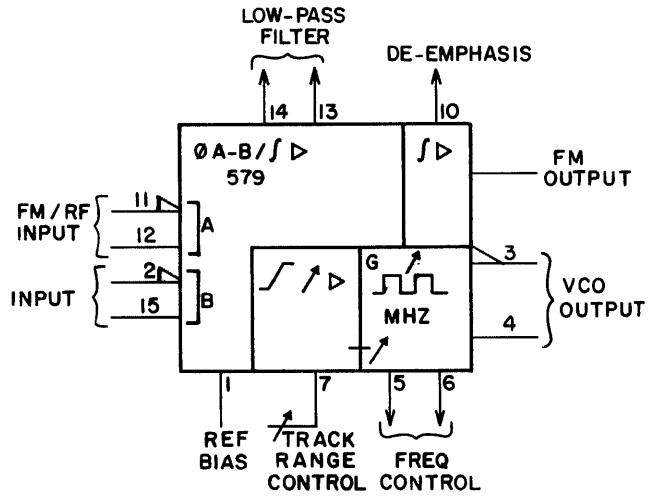 LOW-PASS
FILTER
DE-EMPHASIS
14
13
10
Ø A-B/∫ ▷
579
∫ ▷
FM
OUTPUT
FM/RF
INPUT
11
12
A
INPUT
2
15
B
G
MHZ
3
4
VCO
OUTPUT
1
7
5
6
REF
BIAS
TRACK
RANGE
CONTROL
FREQ
CONTROL